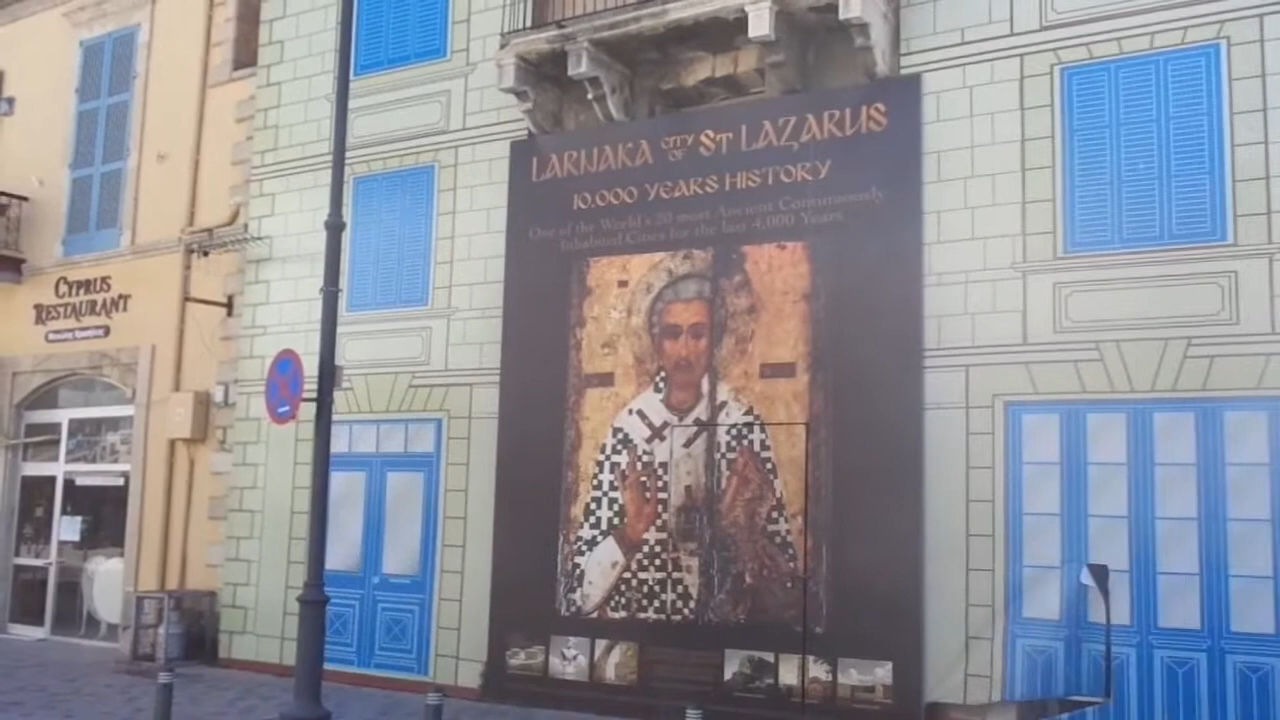 LARNAKA CITY OF ST LAZARUS
10.000 YEARS HISTORY
One of the World's 20 most Ancient Continuously
Inhabited Cities for the last 4,000 Years
CYPRUS
RESTAURANT